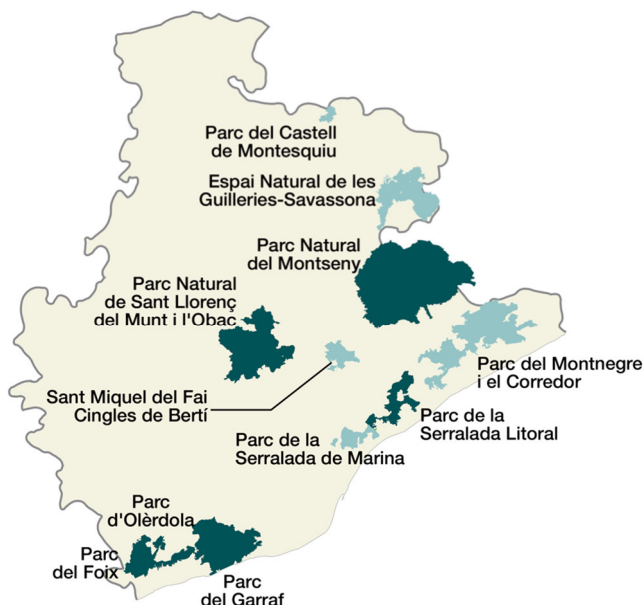 Parc del Castell
de Montesquiu
Espai Natural de les
Guilleries-Savassona
Parc Natural
del Montseny
Parc Natural
de Sant Llorenç
del Munt i l'Obac
Parc del Montnegre
i el Corredor
Sant Miquel del Fai
Cingles de Bertí
Parc de la
Serralada Litoral
Parc de la
Serralada de Marina
Parc
d'Olèrdola
Parc
del Foix
Parc
del Garraf